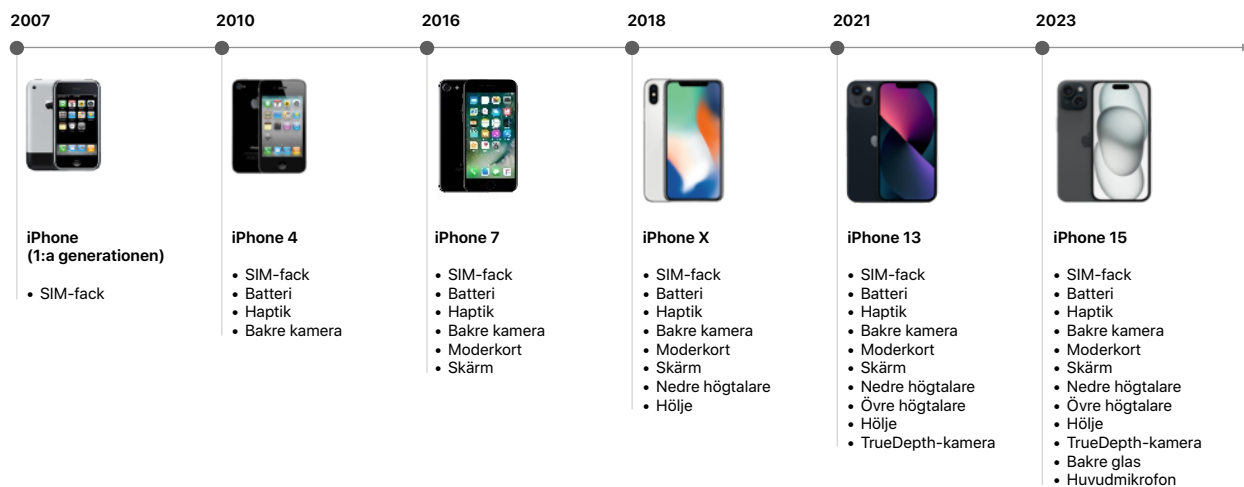 2007
2010
2016
2018
2021
2023
iPhone
(1:a generationen)
• SIM-fack
iPhone 4
• SIM-fack
• Batteri
• Haptik
• Bakre kamera
iPhone 7
• SIM-fack
• Batteri
• Haptik
• Bakre kamera
• Moderkort
• Skärm
iPhone X
• SIM-fack
• Batteri
• Haptik
• Bakre kamera
• Moderkort
• Skärm
• Nedre högtalare
• Hölje
iPhone 13
• SIM-fack
• Batteri
• Haptik
• Bakre kamera
• Moderkort
• Skärm
• Nedre högtalare
• Övre högtalare
• Hölje
• TrueDepth-kamera
iPhone 15
• SIM-fack
• Batteri
• Haptik
• Bakre kamera
• Moderkort
• Skärm
• Nedre högtalare
• Övre högtalare
• Hölje
• TrueDepth-kamera
• Bakre glas
• Huvudmikrofon